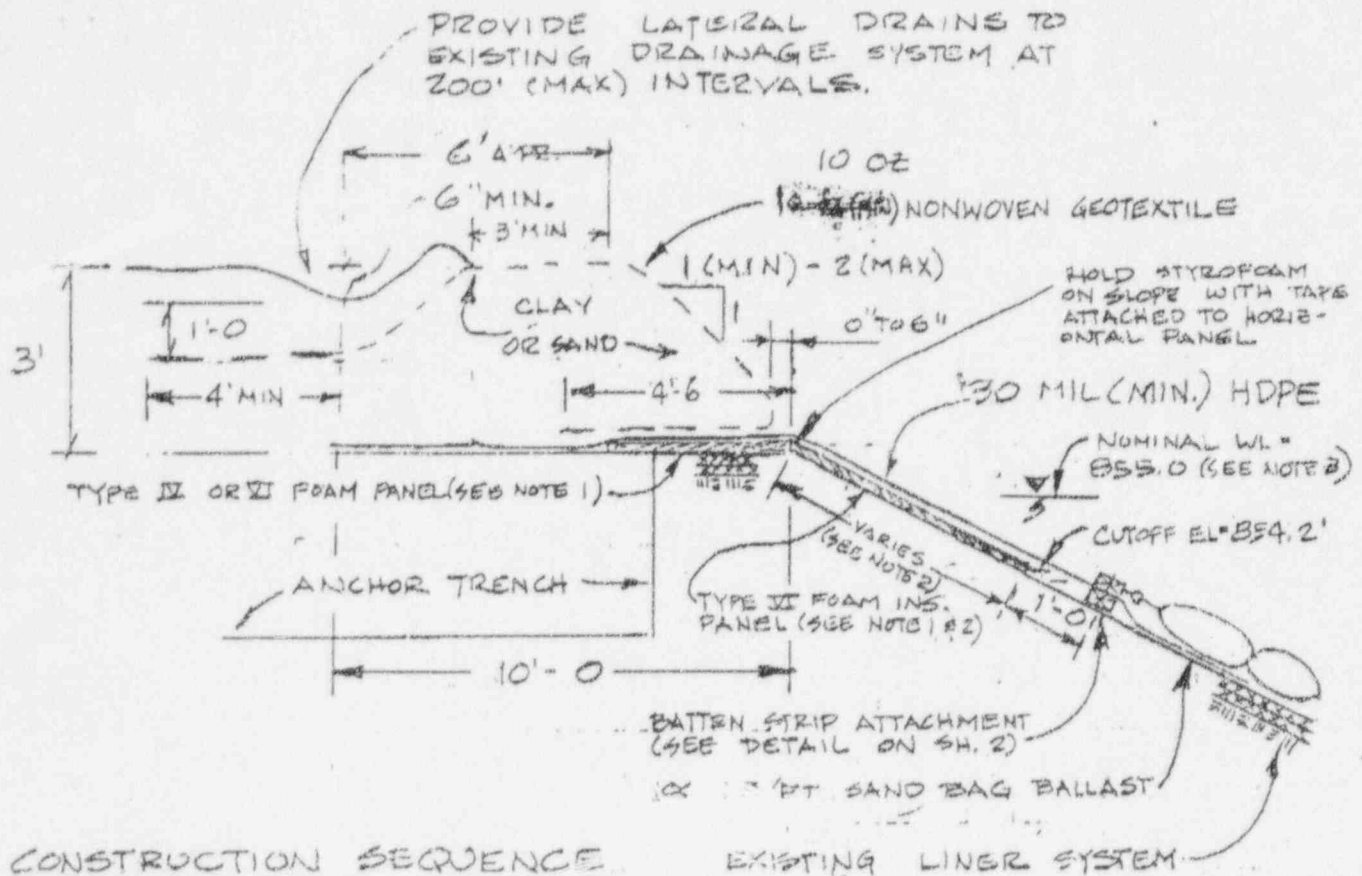 PROVIDE LATERAL DRAINS TO
EXISTING DRAINAGE SYSTEM AT
200' (MAX) INTERVALS.
6"MIN.
3'MIN
10 OZ
NONWOVEN GEOTEXTILE
1 (MIN) - 2 (MAX)
1
HOLD STYROFOAM
ON SLOPE WITH TAPE
ATTACHED TO HORIZ-
ONTAL PANEL
CLAY
OR SAND
0" TO 6"
1'-0
3'
4' MIN
4'-6
30 MIL (MIN.) HDPE
NOMINAL WL =
855.0 (SEE NOTE 3)
TYPE IV OR VI FOAM PANEL (SEE NOTE 1)
CUTOFF EL=854.2'
VARIES
(SEE NOTE 2)
1'-0
ANCHOR TRENCH
TYPE VI FOAM INS.
PANEL (SEE NOTE 1 & 2)
10'-0
BATTEN STRIP ATTACHMENT
(SEE DETAIL ON SH. 2)
SAND BAG BALLAST
CONSTRUCTION SEQUENCE
EXISTING LINER SYSTEM